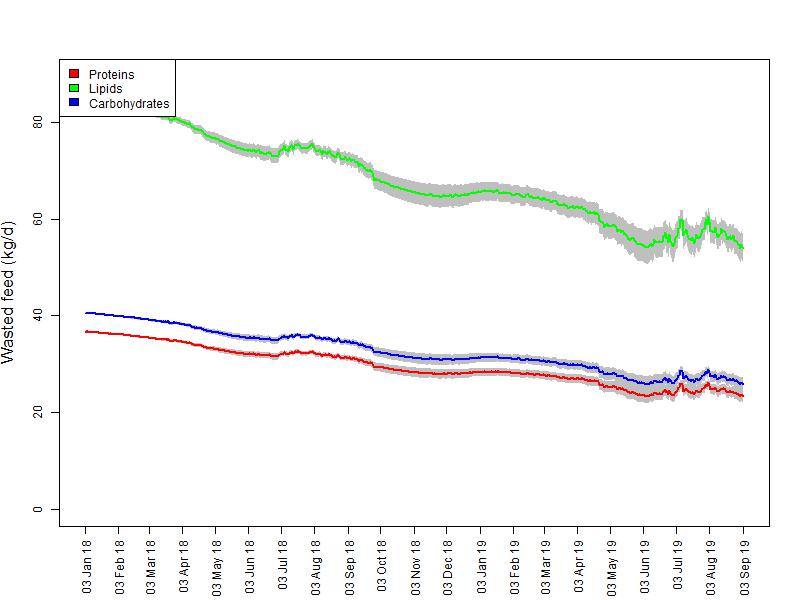 Proteins
Lipids
Carbohydrates
Wasted feed (kg/d)
80
60
40
20
0
03 Jan 18
03 Feb 18
03 Mar 18
03 Apr 18
03 May 18
03 Jun 18
03 Jul 18
03 Aug 18
03 Sep 18
03 Oct 18
03 Nov 18
03 Dec 18
03 Jan 19
03 Feb 19
03 Mar 19
03 Apr 19
03 May 19
03 Jun 19
03 Jul 19
03 Aug 19
03 Sep 19